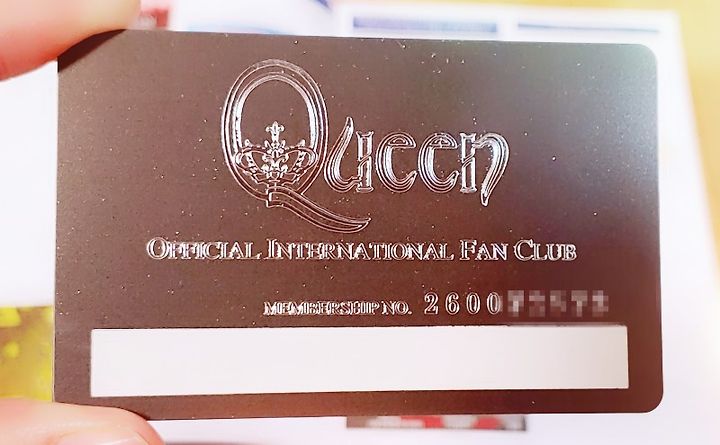 Queen
OFFICIAL INTERNATIONAL FAN CLUB
MEMBERSHIP NO. 2600